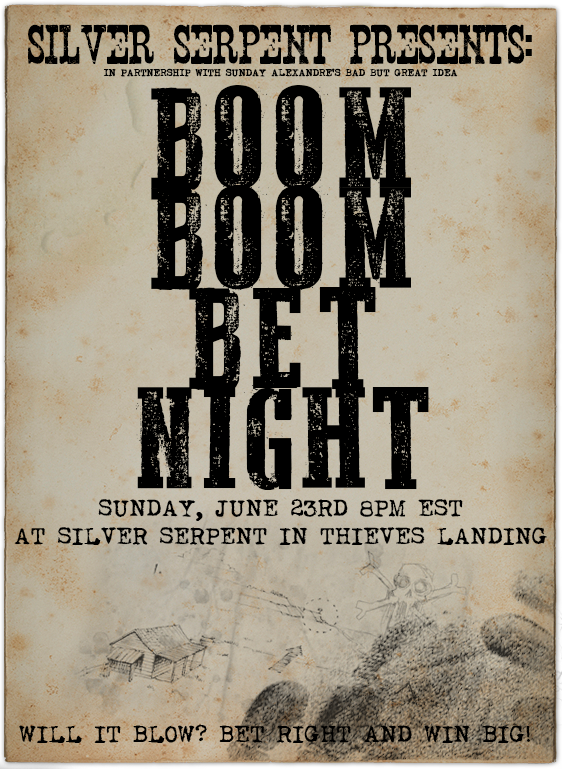 SILVER SERPENT PRESENTS:
IN PARTNERSHIP WITH SUNDAY ALEXANDRE'S BAD BUT GREAT IDEA
BOOM
BOOM
BET
NIGHT
SUNDAY, JUNE 23RD 8PM EST
AT SILVER SERPENT IN THIEVES LANDING
WILL IT BLOW? BET RIGHT AND WIN BIG!